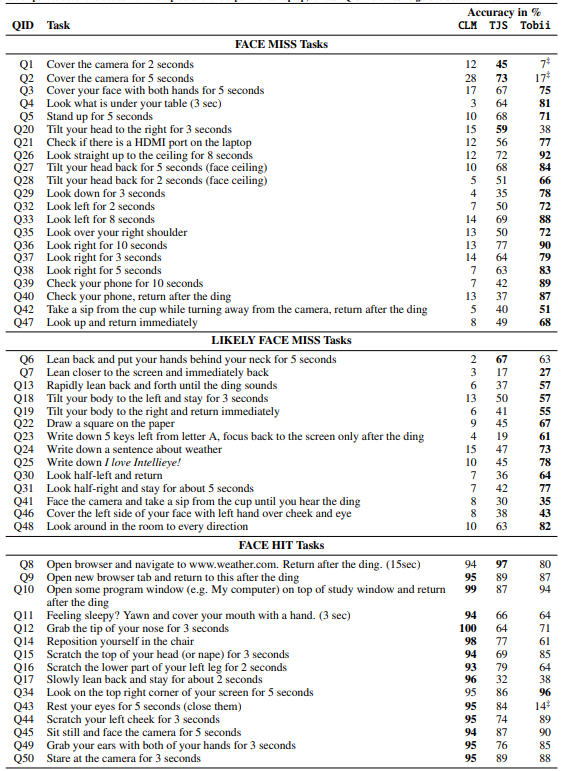 Accuracy in %
QID Task CLM TJS Tobii
FACE MISS Tasks
Q1 Cover the camera for 2 seconds 12 45 7‡
Q2 Cover the camera for 5 seconds 28 73 17‡
Q3 Cover your face with both hands for 5 seconds 17 67 75
Q4 Look what is under your table (3 sec) 3 64 81
Q5 Stand up for 5 seconds 10 68 71
Q20 Tilt your head to the right for 3 seconds 15 59 38
Q21 Check if there is a HDMI port on the laptop 12 56 77
Q26 Look straight up to the ceiling for 8 seconds 12 72 92
Q27 Tilt your head back for 5 seconds (face ceiling) 10 68 84
Q28 Tilt your head back for 2 seconds (face ceiling) 5 51 66
Q29 Look down for 3 seconds 4 35 78
Q32 Look left for 2 seconds 7 50 72
Q33 Look left for 8 seconds 14 69 88
Q35 Look over your right shoulder 13 50 72
Q36 Look right for 10 seconds 13 77 90
Q37 Look right for 3 seconds 14 64 79
Q38 Look right for 5 seconds 7 63 83
Q39 Check your phone for 10 seconds 7 42 89
Q40 Check your phone, return after the ding 13 37 87
Q42 Take a sip from the cup while turning away from the camera, return after the ding 5 40 51
Q47 Look up and return immediately 8 49 68
LIKELY FACE MISS Tasks
Q6 Lean back and put your hands behind your neck for 5 seconds 2 67 63
Q7 Lean closer to the screen and immediately back 3 17 27
Q13 Rapidly lean back and forth until the ding sounds 6 37 57
Q18 Tilt your body to the left and stay for 3 seconds 13 50 57
Q19 Tilt your body to the right and return immediately 6 41 55
Q22 Draw a square on the paper 9 45 67
Q23 Write down 5 keys left from letter A, focus back to the screen only after the ding 4 19 61
Q24 Write down a sentence about weather 15 47 73
Q25 Write down I love Intellieye! 10 45 78
Q30 Look half-left and return 7 36 64
Q31 Look half-right and stay for about 5 seconds 7 42 77
Q41 Face the camera and take a sip from the cup until you hear the ding 8 30 35
Q46 Cover the left side of your face with left hand over cheek and eye 8 38 43
Q48 Look around in the room to every direction 10 63 82
FACE HIT Tasks
Q8 Open browser and navigate to www.weather.com. Return after the ding. (15sec) 94 97 80
Q9 Open new browser tab and return to this after the ding 95 89 87
Q10 Open some program window (e.g. My computer) on top of study window and return 99 87 94
after the ding
Q11 Feeling sleepy? Yawn and cover your mouth with a hand. (3 sec) 94 66 64
Q12 Grab the tip of your nose for 3 seconds 100 64 71
Q14 Reposition yourself in the chair 98 77 61
Q15 Scratch the top of your head (or nape) for 3 seconds 94 69 85
Q16 Scratch the lower part of your left leg for 2 seconds 93 79 64
Q17 Slowly lean back and stay for about 2 seconds 96 32 38
Q34 Look on the top right corner of your screen for 5 seconds 95 86 96
Q43 Rest your eyes for 5 seconds (close them) 95 84 14‡
Q44 Scratch your left cheek for 3 seconds 95 74 89
Q45 Sit still and face the camera for 5 seconds 94 87 90
Q49 Grab your ears with both of your hands for 3 seconds 95 76 85
Q50 Stare at the camera for 3 seconds 95 89 88